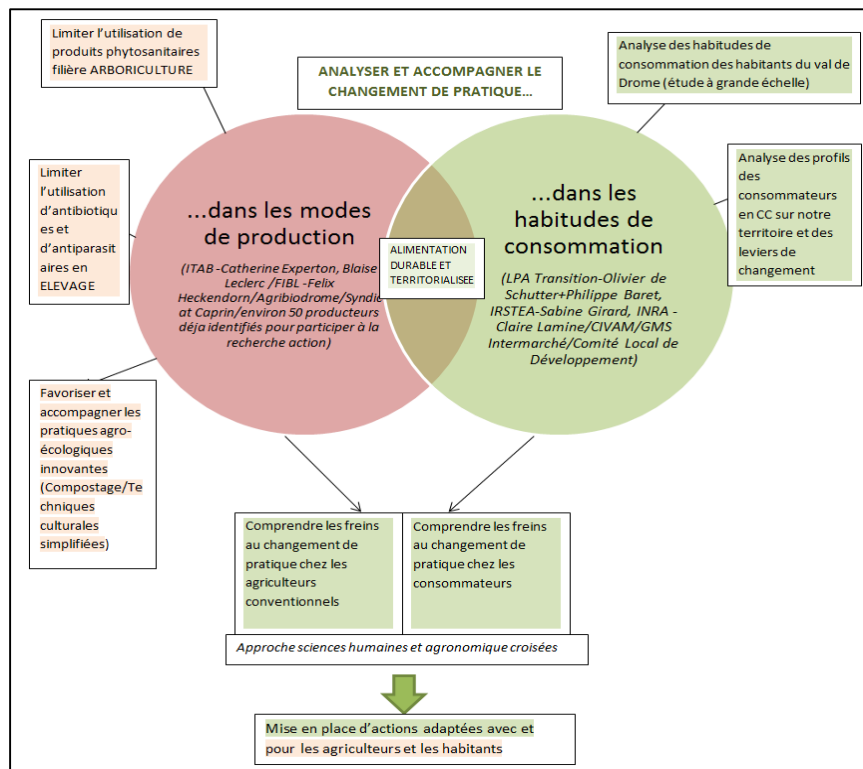 Limiter l'utilisation de
produits phytosanitaires
filière ARBORICULTURE
ANALYSER ET ACCOMPAGNER LE
CHANGEMENT DE PRATIQUE...
Analyse des habitudes de
consommation des habitants du val de
Drome (étude à grande échelle)
Limiter
l'utilisation
d'antibiotiqu
es et
d'antiparasit
aires en
ELEVAGE
...dans les modes
de production
(ITAB -Catherine Experton, Blaise
Leclerc /FIBL -Felix
Heckendorn/Agribiodrome/Syndic
at Caprin/environ 50 producteurs
déja identifiés pour participer à la
recherche action)
ALIMENTATION
DURABLE ET
TERRITORIALISEE
...dans les
habitudes de
consommation
(LPA Transition-Olivier de
Schutter+Philippe Baret,
IRSTEA-Sabine Girard, INRA -
Claire Lamine/CIVAM/GMS
Intermarché/Comité Local de
Développement)
Analyse des profils
des
consommateurs
en CC sur notre
territoire et des
leviers de
changement
Favoriser et
accompagner les
pratiques agro-
écologiques
innovantes
(Compostage/Te
chniques
culturales
simplifiées)
Comprendre les freins
au changement de
pratique chez les
agriculteurs
conventionnels
Comprendre les freins
au changement de
pratique chez les
consommateurs
Approche sciences humaines et agronomique croisées
Mise en place d'actions adaptées avec et
pour les agriculteurs et les habitants